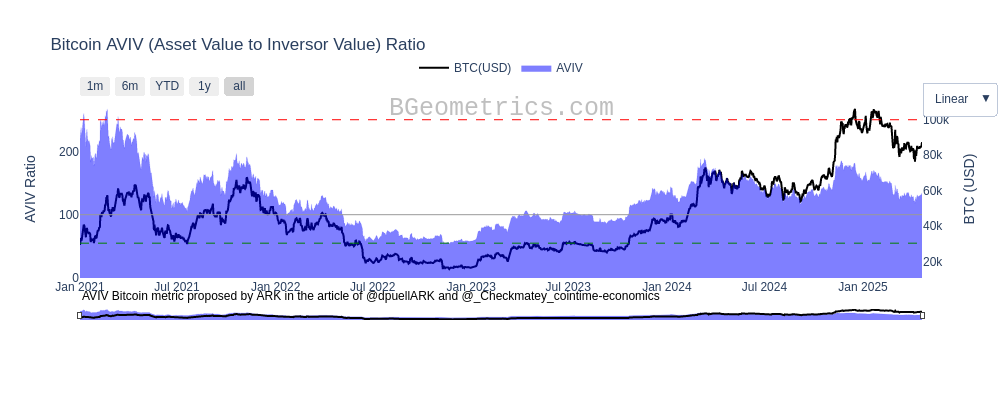 Bitcoin AVIV (Asset Value to Inversor Value) Ratio
BTC(USD)
AVIV
1m
6m
YTD
1y
all
Linear ▼
BGeometrics.com
200
100
0
AVIV Ratio
100k
80k
60k
40k
20k
BTC (USD)
Jan 2021
Jul 2021
Jan 2022
Jul 2022
Jan 2023
Jul 2023
Jan 2024
Jul 2024
Jan 2025
AVIV Bitcoin metric proposed by ARK in the article of @dpuellARK and @_Checkmatey_cointime-economics